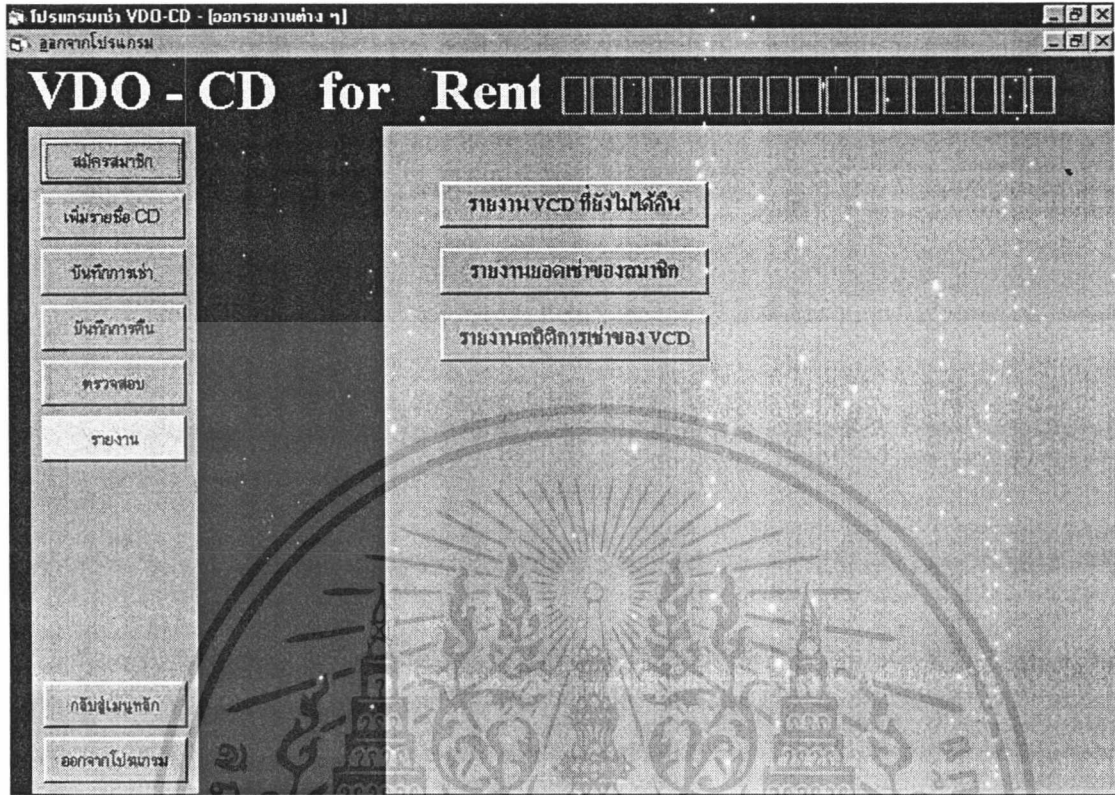 โปรแกรมเช่า VDO-CD - [ออกรายงานต่าง ๆ]
ออกจากโปรแกรม
VDO - CD for Rent
สมัครสมาชิก
เพิ่มรายชื่อ CD
บันทึกการเช่า
บันทึกการคืน
ตรวจสอบ
รายงาน
กลับสู่เมนูหลัก
ออกจากโปรแกรม
รายงาน VCD ที่ยังไม่ได้คืน
รายงานยอดเช่าของสมาชิก
รายงานสถิติการเช่าของ VCD